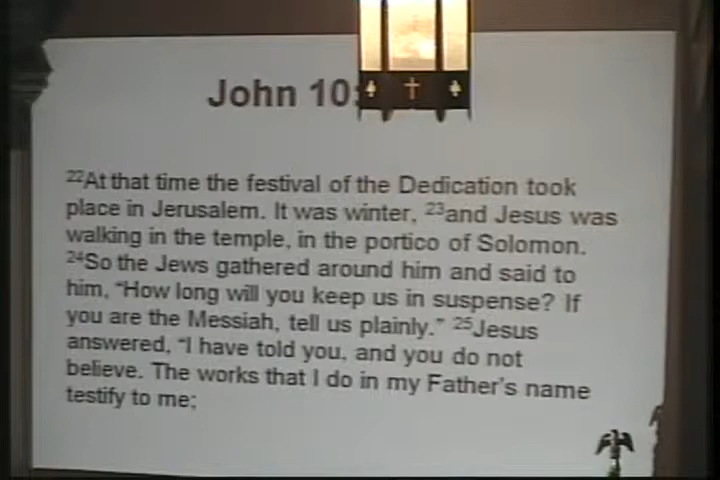 John 10:
²²At that time the festival of the Dedication took
place in Jerusalem. It was winter, ²³and Jesus was
walking in the temple, in the portico of Solomon.
²⁴So the Jews gathered around him and said to
him, “How long will you keep us in suspense? If
you are the Messiah, tell us plainly.” ²⁵Jesus
answered, “I have told you, and you do not
believe. The works that I do in my Father's name
testify to me;